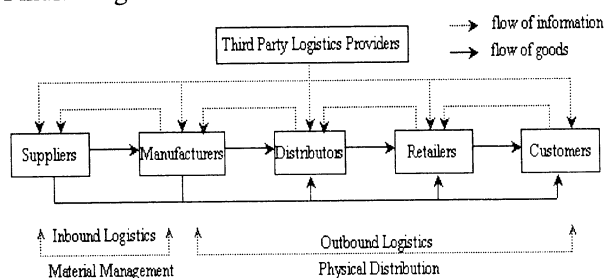 flow of information
Third Party Logistics Providers
flow of goods
Suppliers
Manufacturers
Distributors
Retailers
Customers
Inbound Logistics
Outbound Logistics
Material Management
Physical Distribution